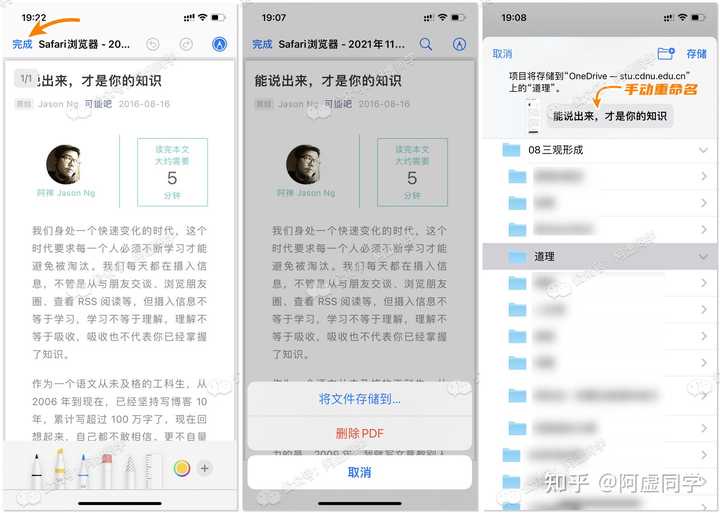 19:22
完成 Safari浏览器 - 20...
1/1
说出来，才是你的知识
原创 Jason Ng 可能吧 2016-08-16
阿禅 Jason Ng
读完本文
大约需要
5
分钟
我们身处一个快速变化的时代，这个
时代要求每一个人必须不断学习才能
避免被淘汰。我们每天都在摄入信
息，不管是从与朋友交谈、浏览朋友
圈、查看 RSS 阅读等，但摄入信息不
等于学习，学习不等于理解，理解不
等于吸收，吸收也不代表你已经掌握
了知识。
作为一个语文从未及格的工科生，从
2006 年到现在，已经坚持写博客 10
年，累计写超过 100 万字了，现在回
想起来，自己都不敢相信，更不自量
19:07
完成 Safari浏览器 - 2021年11...
能说出来，才是你的知识
原创 Jason Ng 可能吧 2016-08-16
阿禅 Jason Ng
读完本文
大约需要
5
分钟
我们身处一个快速变化的时代，这个
时代要求每一个人必须不断学习才能
避免被淘汰。我们每天都在摄入信
息，不管是从与朋友交谈、浏览朋友
圈、查看 RSS 阅读等，但摄入信息不
等于学习，学习不等于理解，理解不
等于吸收，吸收也不代表你已经掌握
了知识。
将文件存储到...
删除PDF
取消
19:08
取消 存储
项目将存储到“OneDrive — stu.cdnu.edu.cn”
上的“道理”。
手动重命名
能说出来，才是你的知识
08三观形成
道理
知乎 @阿虚同学